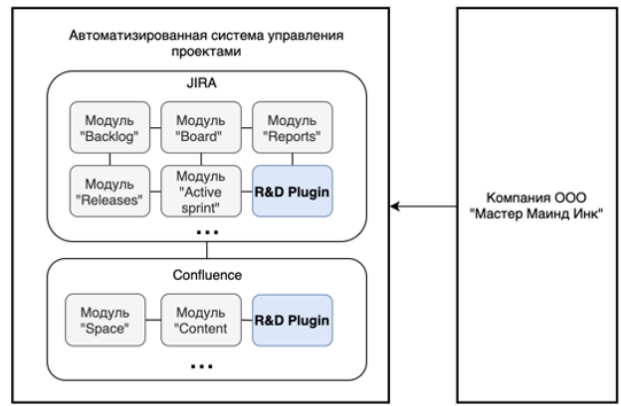 Автоматизированная система управления
проектами
JIRA
Модуль
"Backlog"
Модуль
"Board"
Модуль
"Reports"
Модуль
"Releases"
Модуль
"Active
sprint"
R&D Plugin
...
Confluence
Модуль
"Space"
Модуль
"Content
R&D Plugin
...
Компания ООО
"Мастер Маинд Инк"